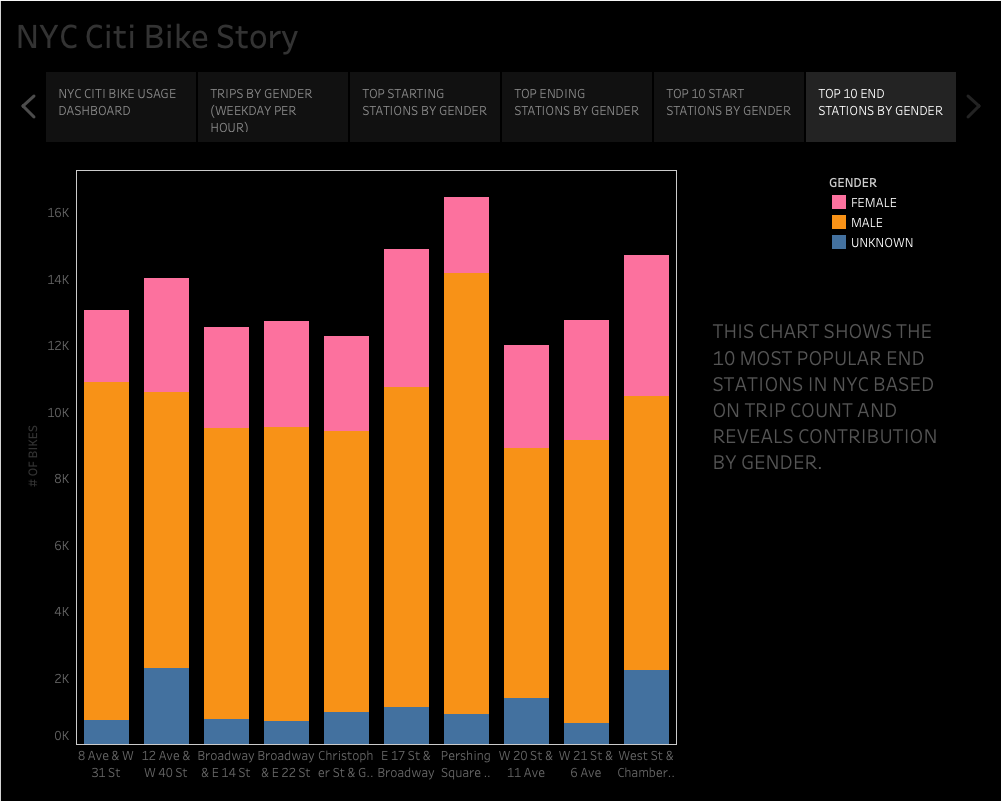 NYC Citi Bike Story
NYC CITI BIKE USAGE
DASHBOARD
TRIPS BY GENDER
(WEEKDAY PER
HOUR)
TOP STARTING
STATIONS BY GENDER
TOP ENDING
STATIONS BY GENDER
TOP 10 START
STATIONS BY GENDER
TOP 10 END
STATIONS BY GENDER
GENDER
FEMALE
MALE
UNKNOWN
THIS CHART SHOWS THE
10 MOST POPULAR END
STATIONS IN NYC BASED
ON TRIP COUNT AND
REVEALS CONTRIBUTION
BY GENDER.
# OF BIKES
16K
14K
12K
10K
8K
6K
4K
2K
0K
8 Ave & W
31 St
12 Ave &
W 40 St
Broadway
& E 14 St
Broadway
& E 22 St
Christoph
er St & G..
E 17 St &
Broadway
Pershing
Square ..
W 20 St &
11 Ave
W 21 St &
6 Ave
West St &
Chamber..